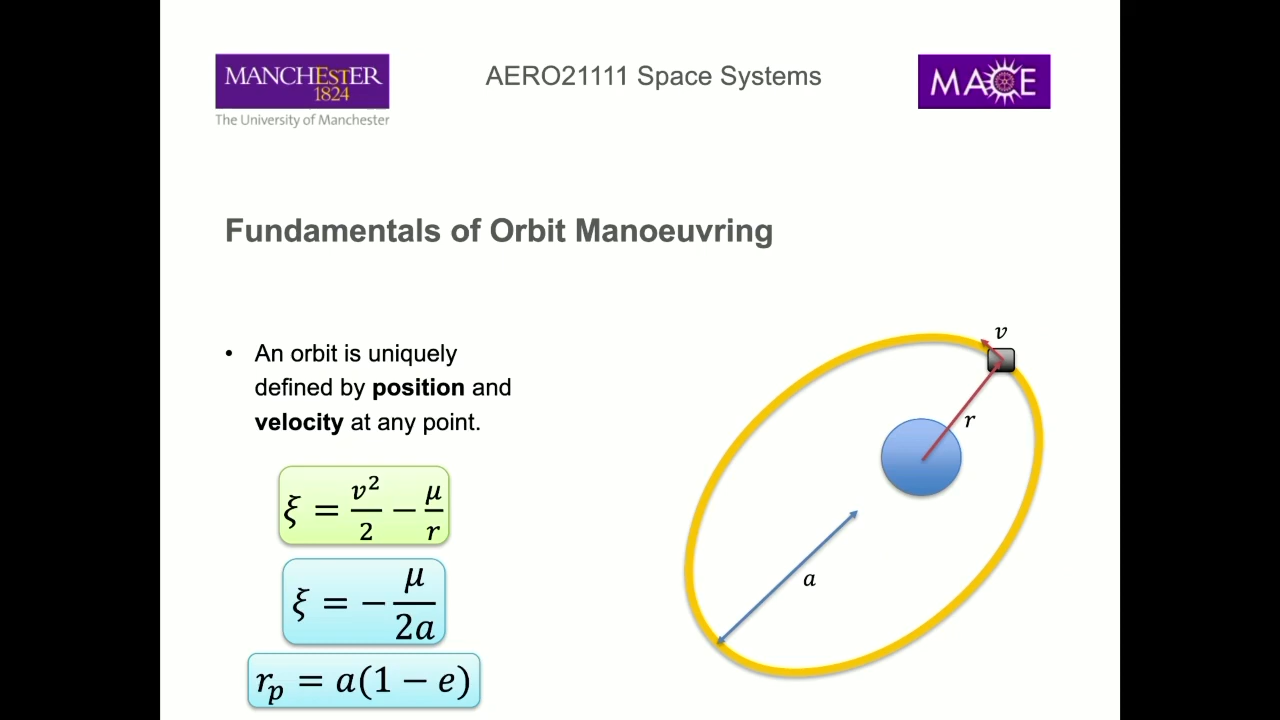 MANCHESTER
1824
The University of Manchester
AERO21111 Space Systems
MACE
Fundamentals of Orbit Manoeuvring
• An orbit is uniquely
defined by position and
velocity at any point.
ξ = v²/2 − μ/r
ξ = − μ/2a
rₚ = a(1 − e)
v
r
a